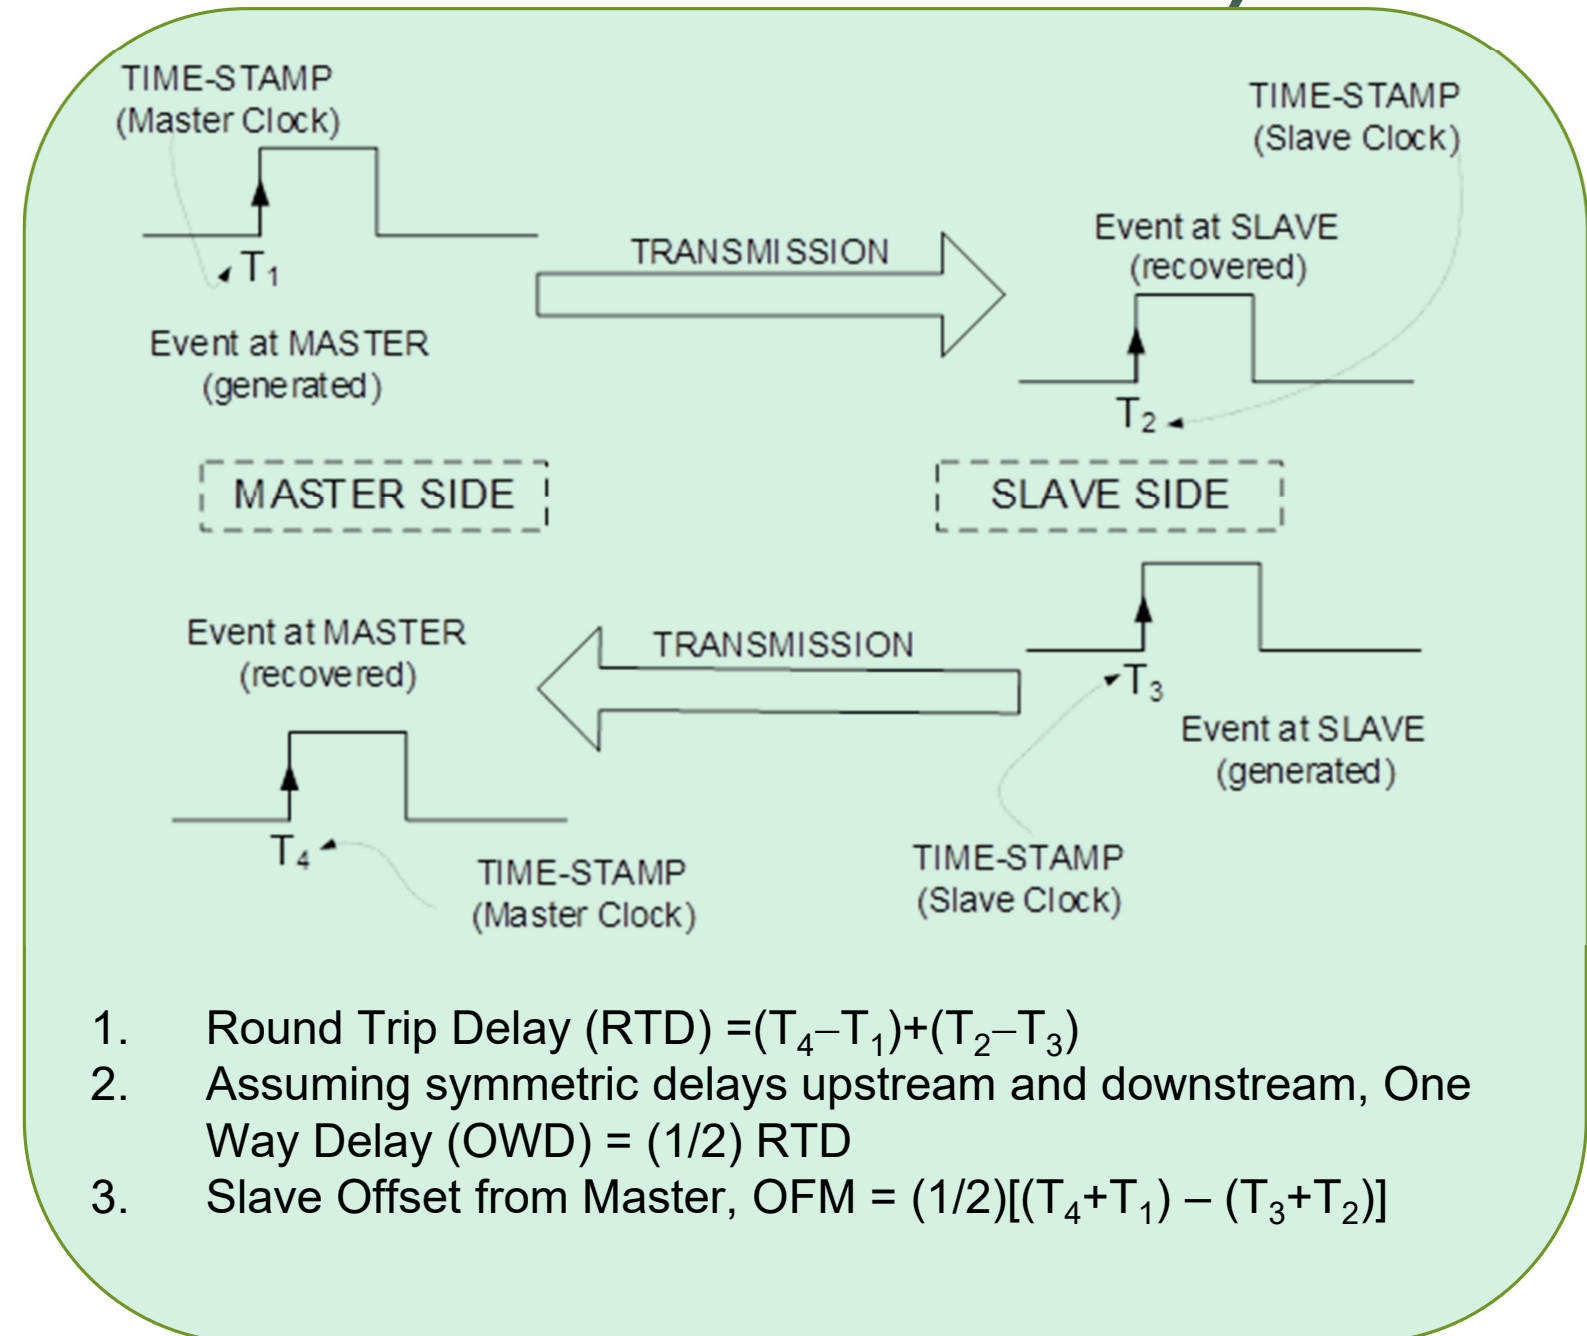 TIME-STAMP
(Master Clock)
TIME-STAMP
(Slave Clock)
T1
Event at MASTER
(generated)
TRANSMISSION
Event at SLAVE
(recovered)
T2
MASTER SIDE
SLAVE SIDE
Event at MASTER
(recovered)
TRANSMISSION
T3
Event at SLAVE
(generated)
T4
TIME-STAMP
(Master Clock)
TIME-STAMP
(Slave Clock)
1. Round Trip Delay (RTD) =(T4–T1)+(T2–T3)
2. Assuming symmetric delays upstream and downstream, One
Way Delay (OWD) = (1/2) RTD
3. Slave Offset from Master, OFM = (1/2)[(T4+T1) – (T3+T2)]